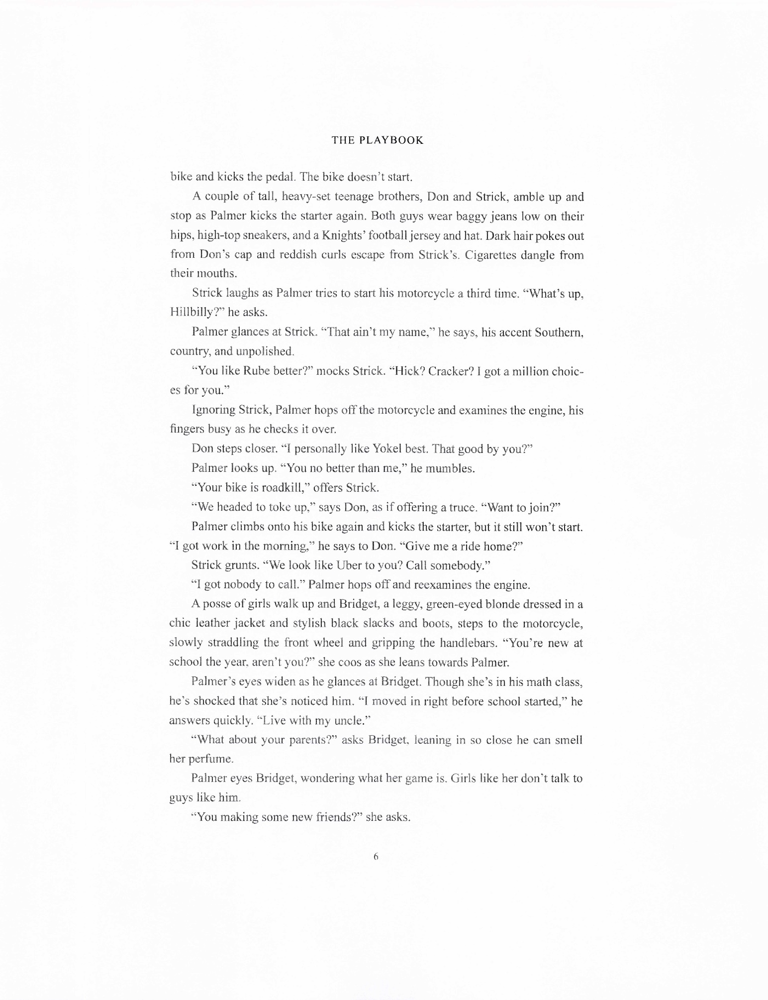 THE PLAYBOOK
bike and kicks the pedal. The bike doesn’t start.
A couple of tall, heavy-set teenage brothers, Don and Strick, amble up and
stop as Palmer kicks the starter again. Both guys wear baggy jeans low on their
hips, high-top sneakers, and a Knights’ football jersey and hat. Dark hair pokes out
from Don’s cap and reddish curls escape from Strick’s. Cigarettes dangle from
their mouths.
Strick laughs as Palmer tries to start his motorcycle a third time. “What’s up,
Hillbilly?” he asks.
Palmer glances at Strick. “That ain’t my name,” he says, his accent Southern,
country, and unpolished.
“You like Rube better?” mocks Strick. “Hick? Cracker? I got a million choic-
es for you.”
Ignoring Strick, Palmer hops off the motorcycle and examines the engine, his
fingers busy as he checks it over.
Don steps closer. “I personally like Yokel best. That good by you?”
Palmer looks up. “You no better than me,” he mumbles.
“Your bike is roadkill,” offers Strick.
“We headed to toke up,” says Don, as if offering a truce. “Want to join?”
Palmer climbs onto his bike again and kicks the starter, but it still won’t start.
“I got work in the morning,” he says to Don. “Give me a ride home?”
Strick grunts. “We look like Uber to you? Call somebody.”
“I got nobody to call.” Palmer hops off and reexamines the engine.
A posse of girls walk up and Bridget, a leggy, green-eyed blonde dressed in a
chic leather jacket and stylish black slacks and boots, steps to the motorcycle,
slowly straddling the front wheel and gripping the handlebars. “You’re new at
school the year, aren’t you?” she coos as she leans towards Palmer.
Palmer’s eyes widen as he glances at Bridget. Though she’s in his math class,
he’s shocked that she’s noticed him. “I moved in right before school started,” he
answers quickly. “Live with my uncle.”
“What about your parents?” asks Bridget, leaning in so close he can smell
her perfume.
Palmer eyes Bridget, wondering what her game is. Girls like her don’t talk to
guys like him.
“You making some new friends?” she asks.
6